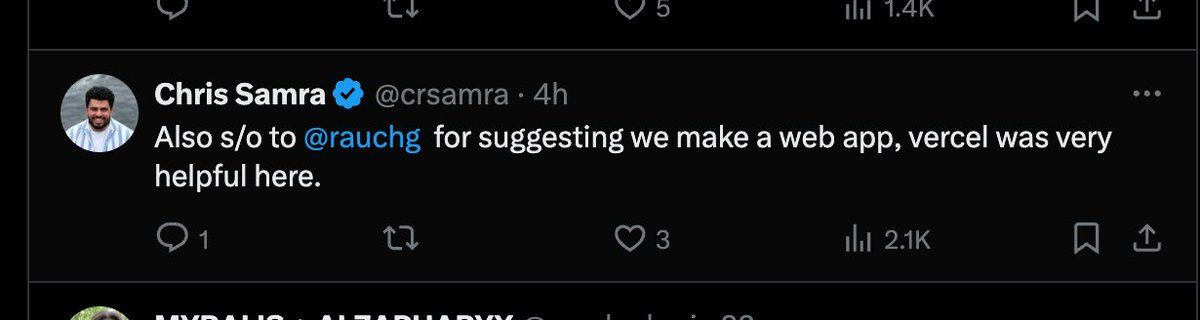 5 1.4K
Chris Samra @crsamra · 4h
Also s/o to @rauchg for suggesting we make a web app, vercel was very
helpful here.
1 3 2.1K